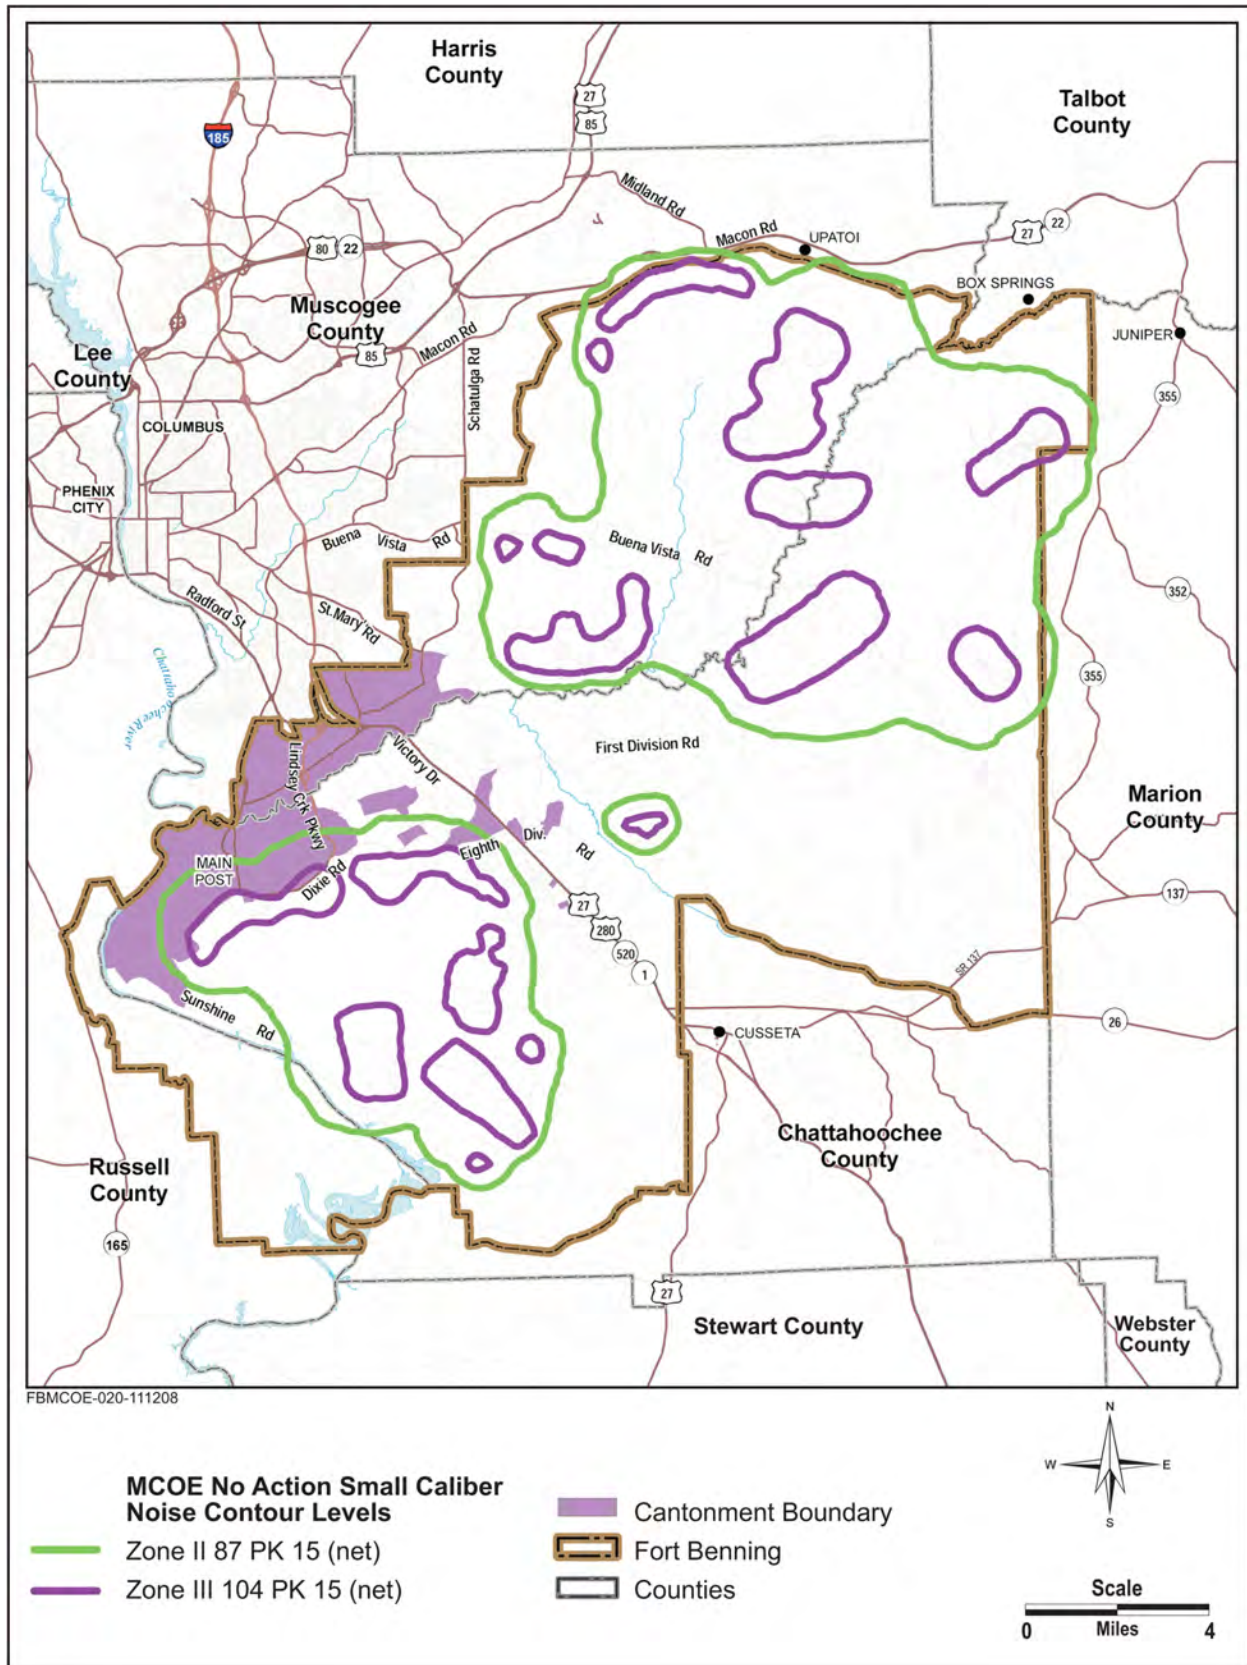 Harris
County
27
85
Talbot
County
185
Midland Rd
Macon Rd
UPATOI
27
22
80
22
BOX SPRINGS
Muscogee
County
85
Macon Rd
Schatulga Rd
JUNIPER
Lee
County
355
COLUMBUS
PHENIX
CITY
Buena Vista Rd
Buena Vista Rd
352
Radford St
St.Mary Rd
Chattahoochee River
355
Lindsey Crk Pkwy
Victory Dr
First Division Rd
Marion
County
MAIN
POST
Dixie Rd
Eighth Div. Rd
27
280
520
1
137
SR 137
Sunshine Rd
CUSSETA
26
Chattahoochee
County
Russell
County
165
27
Stewart County
Webster
County
FBMCOE-020-111208
N
W
E
S
MCOE No Action Small Caliber
Noise Contour Levels
Zone II 87 PK 15 (net)
Zone III 104 PK 15 (net)
Cantonment Boundary
Fort Benning
Counties
Scale
0 Miles 4